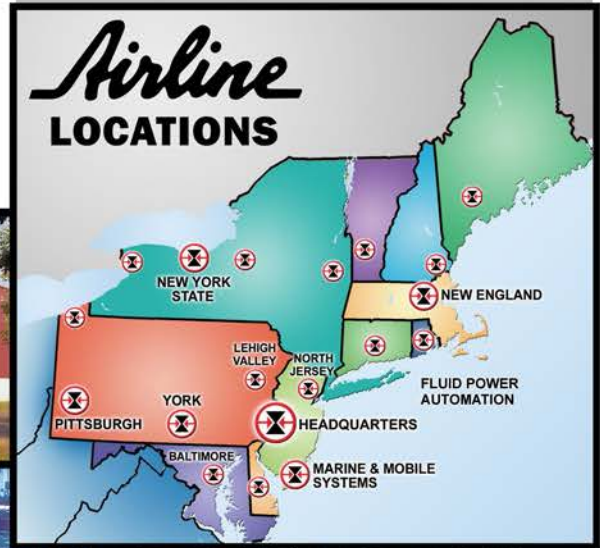 Airline
LOCATIONS
NEW YORK
STATE
NEW ENGLAND
LEHIGH
VALLEY
NORTH
JERSEY
FLUID POWER
AUTOMATION
PITTSBURGH
YORK
HEADQUARTERS
BALTIMORE
MARINE & MOBILE
SYSTEMS